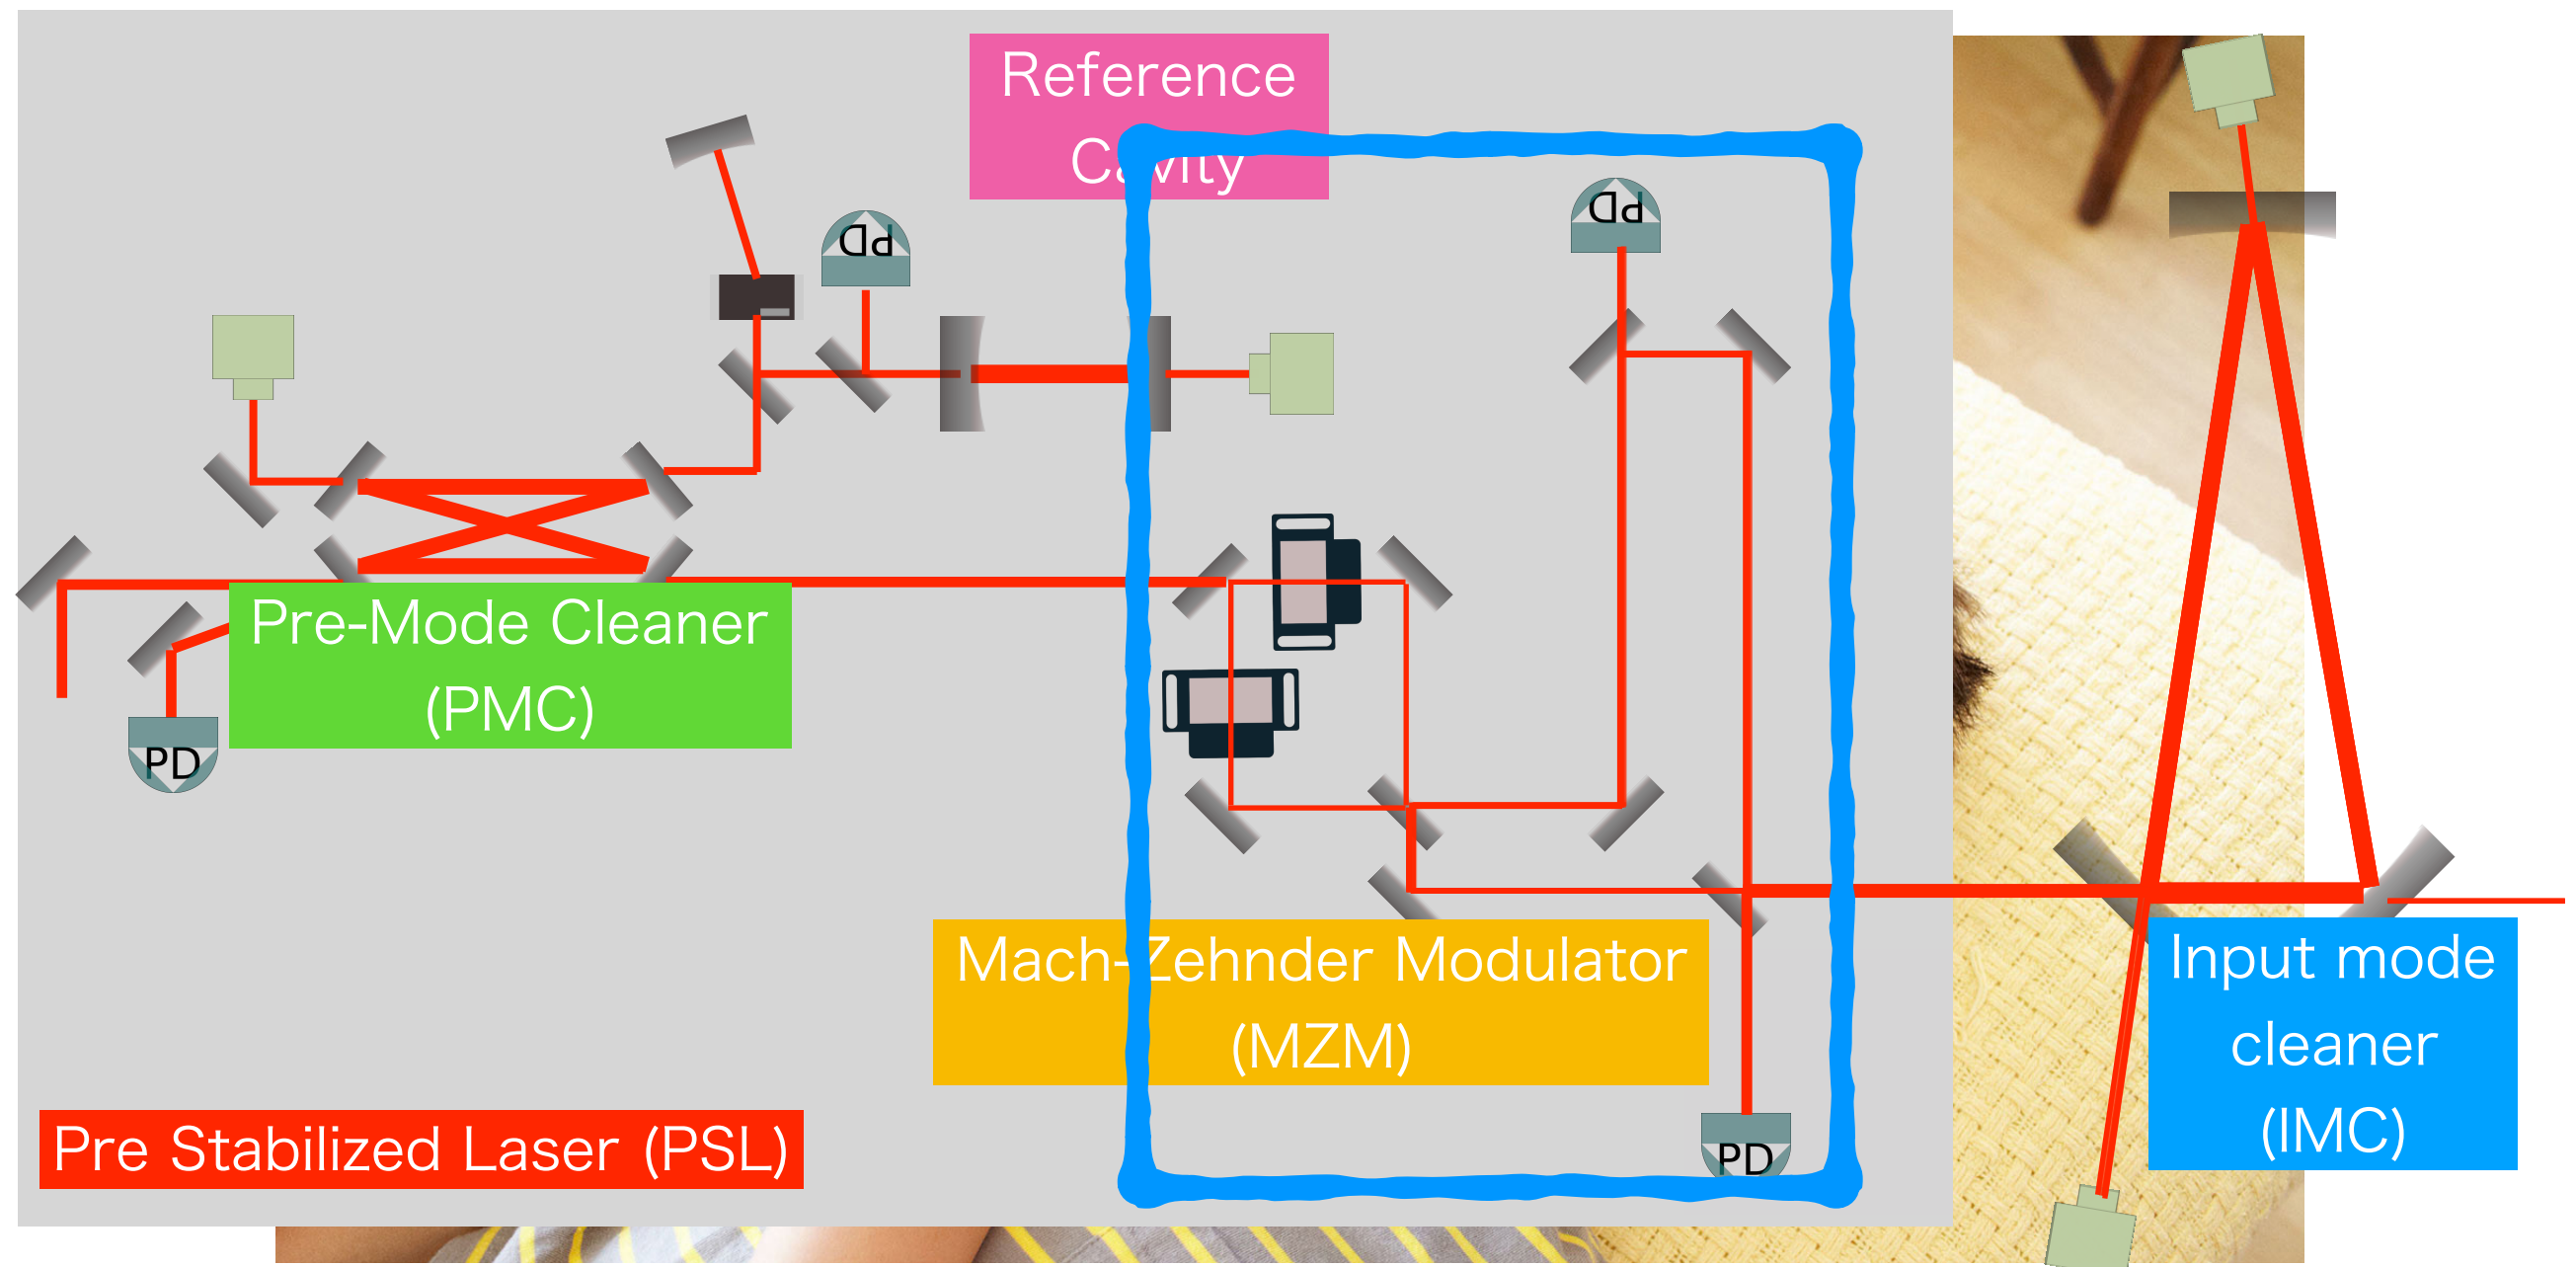 Reference
Cavity
PD
PD
Pre-Mode Cleaner
(PMC)
PD
Mach-Zehnder Modulator
(MZM)
Input mode
cleaner
(IMC)
Pre Stabilized Laser (PSL)
PD